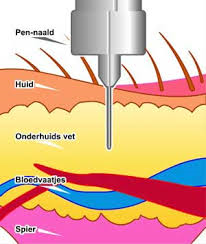 Pen-naald
Huid
Onderhuids vet
Bloedvaatjes
Spier